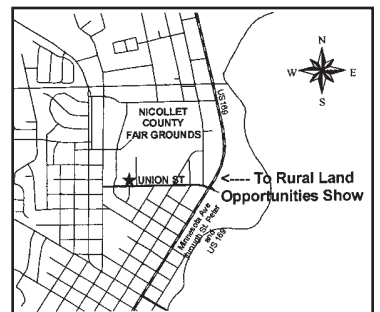 N
W E
S
US 169
NICOLLET
COUNTY
FAIR GROUNDS
UNION ST
<---- To Rural Land
Opportunities Show
Minnesota Ave
through St. Peter
and
US 169